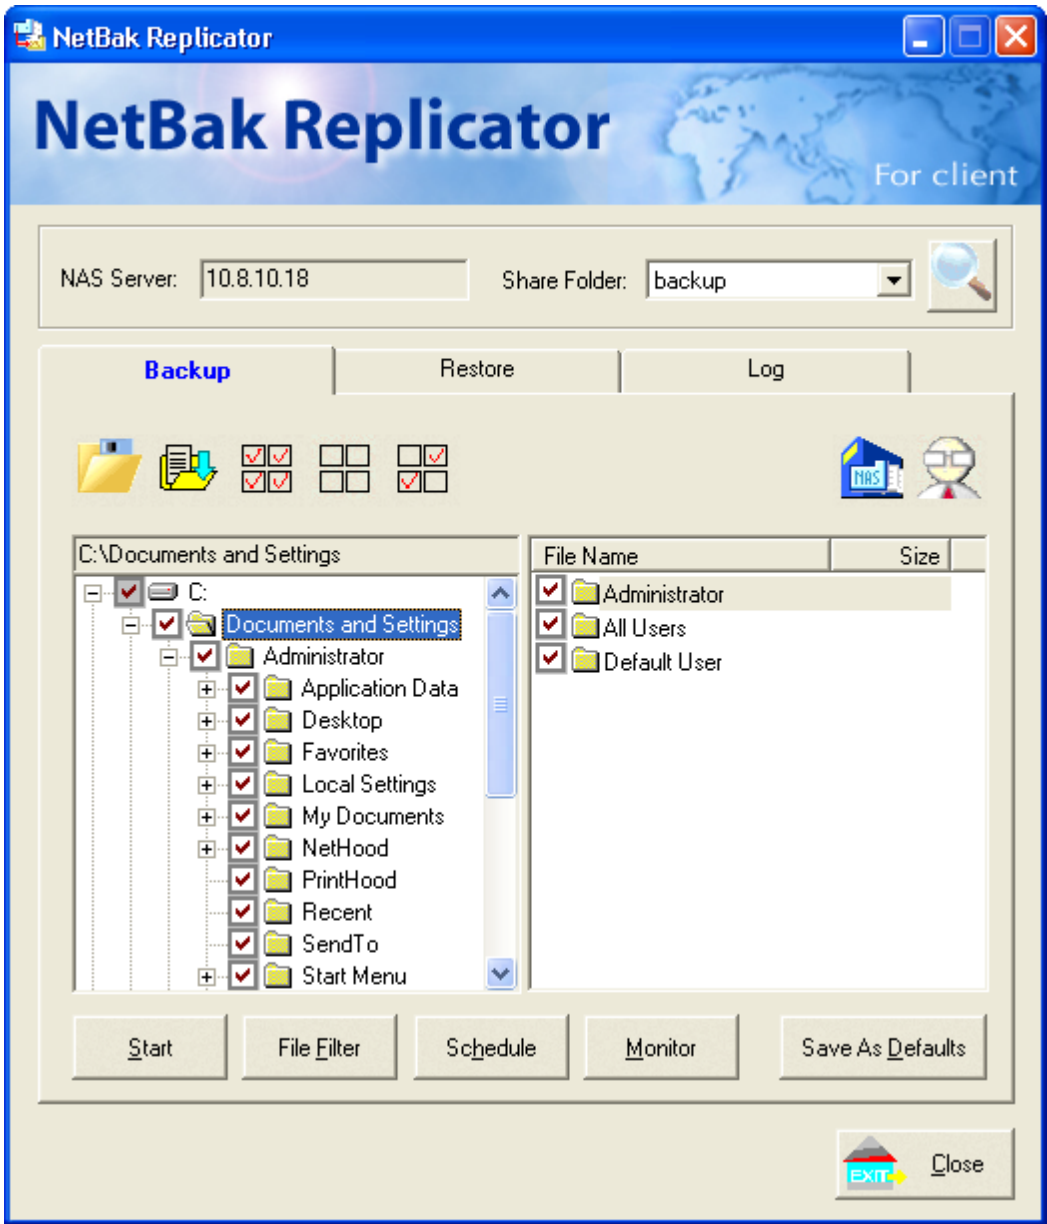 NetBak Replicator
NetBak Replicator
For client
NAS Server: 10.8.10.18 Share Folder: backup
Backup Restore Log
NAS
C:\Documents and Settings
File Name Size
C:
Documents and Settings
Administrator
Application Data
Desktop
Favorites
Local Settings
My Documents
NetHood
PrintHood
Recent
SendTo
Start Menu
Administrator
All Users
Default User
Start File Filter Schedule Monitor Save As Defaults
EXIT Close